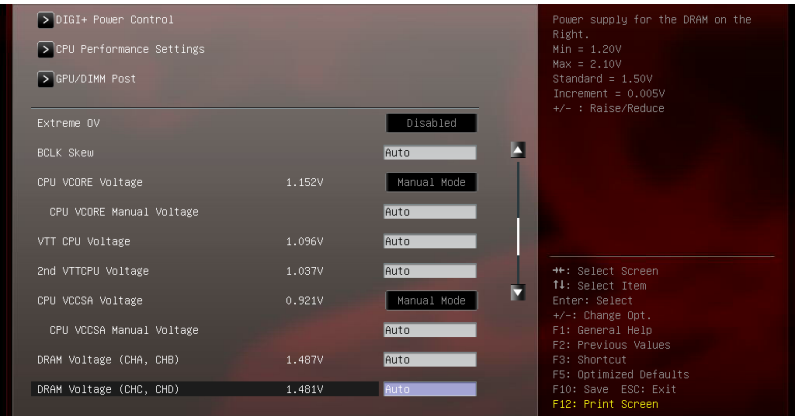 > DIGI+ Power Control
> CPU Performance Settings
> GPU/DIMM Post
Extreme OV Disabled
BCLK Skew Auto
CPU VCORE Voltage 1.152V Manual Mode
CPU VCORE Manual Voltage Auto
VTT CPU Voltage 1.096V Auto
2nd VTTCPU Voltage 1.037V Auto
CPU VCCSA Voltage 0.921V Manual Mode
CPU VCCSA Manual Voltage Auto
DRAM Voltage (CHA, CHB) 1.487V Auto
DRAM Voltage (CHC, CHD) 1.481V Auto
Power supply for the DRAM on the
Right.
Min = 1.20V
Max = 2.10V
Standard = 1.50V
Increment = 0.005V
+/- : Raise/Reduce
→←: Select Screen
↑↓: Select Item
Enter: Select
+/-: Change Opt.
F1: General Help
F2: Previous Values
F3: Shortcut
F5: Optimized Defaults
F10: Save ESC: Exit
F12: Print Screen